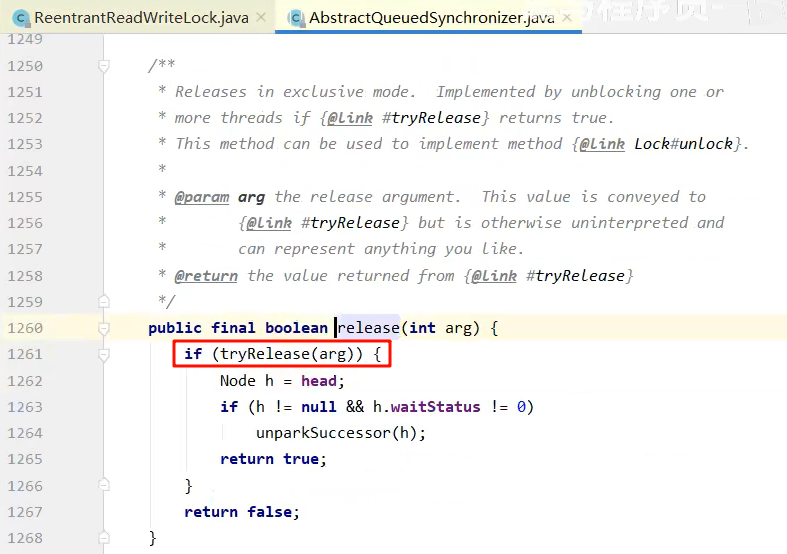 ReentrantReadWriteLock.java AbstractQueuedSynchronizer.java
1249
1250 /**
1251 * Releases in exclusive mode.  Implemented by unblocking one or
1252 * more threads if {@link #tryRelease} returns true.
1253 * This method can be used to implement method {@link Lock#unlock}.
1254 *
1255 * @param arg the release argument.  This value is conveyed to
1256 *        {@link #tryRelease} but is otherwise uninterpreted and
1257 *        can represent anything you like.
1258 * @return the value returned from {@link #tryRelease}
1259 */
1260 public final boolean release(int arg) {
1261 if (tryRelease(arg)) {
1262 Node h = head;
1263 if (h != null && h.waitStatus != 0)
1264 unparkSuccessor(h);
1265 return true;
1266 }
1267 return false;
1268 }